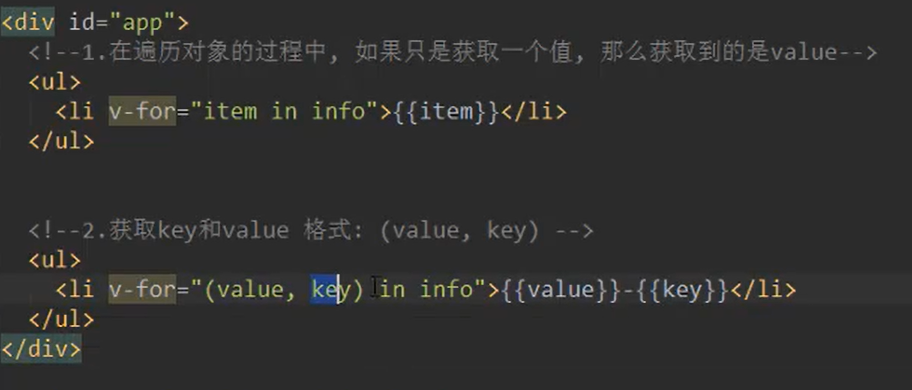 <div id="app">
<!--1.在遍历对象的过程中, 如果只是获取一个值, 那么获取到的是value-->
<ul>
<li v-for="item in info">{{item}}</li>
</ul>
<!--2.获取key和value 格式: (value, key) -->
<ul>
<li v-for="(value, key) in info">{{value}}-{{key}}</li>
</ul>
</div>